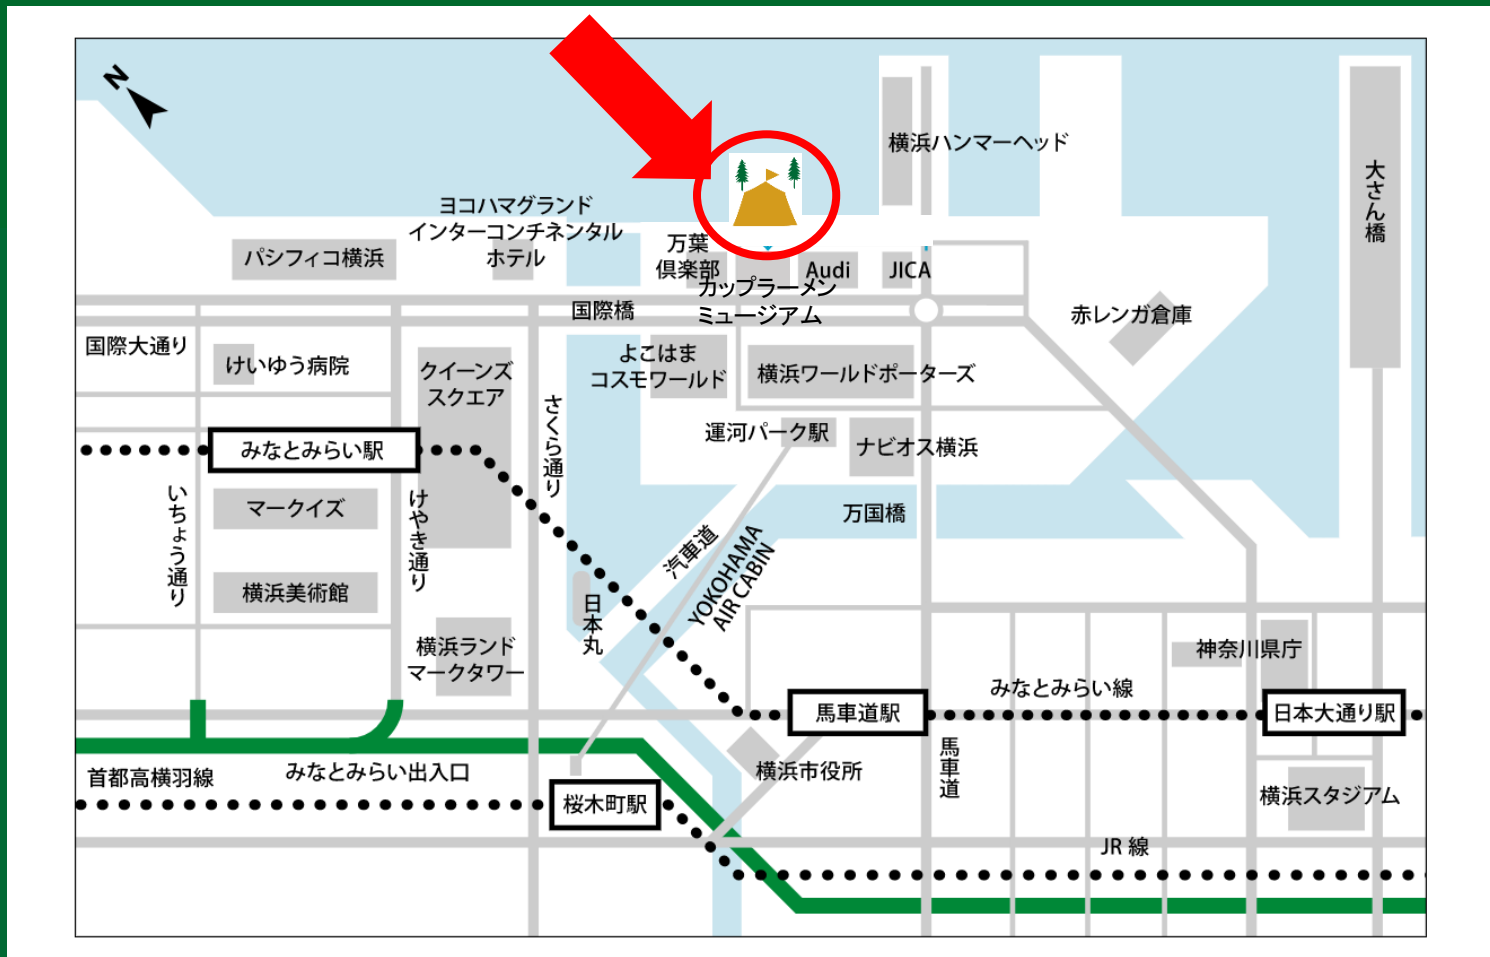 N
横浜ハンマーヘッド
大さん橋
ヨコハマグランド
インターコンチネンタル
ホテル
パシフィコ横浜
万葉
倶楽部
Audi
JICA
カップラーメン
ミュージアム
国際橋
赤レンガ倉庫
国際大通り
けいゆう病院
クイーンズ
スクエア
よこはま
コスモワールド
横浜ワールドポーターズ
さくら通り
運河パーク駅
ナビオス横浜
みなとみらい駅
いちょう通り
マークイズ
けやき通り
万国橋
汽車道
YOKOHAMA
AIR CABIN
横浜美術館
日本丸
横浜ランド
マークタワー
神奈川県庁
みなとみらい線
馬車道駅
日本大通り駅
馬車道
首都高横羽線
みなとみらい出入口
横浜市役所
桜木町駅
横浜スタジアム
JR 線